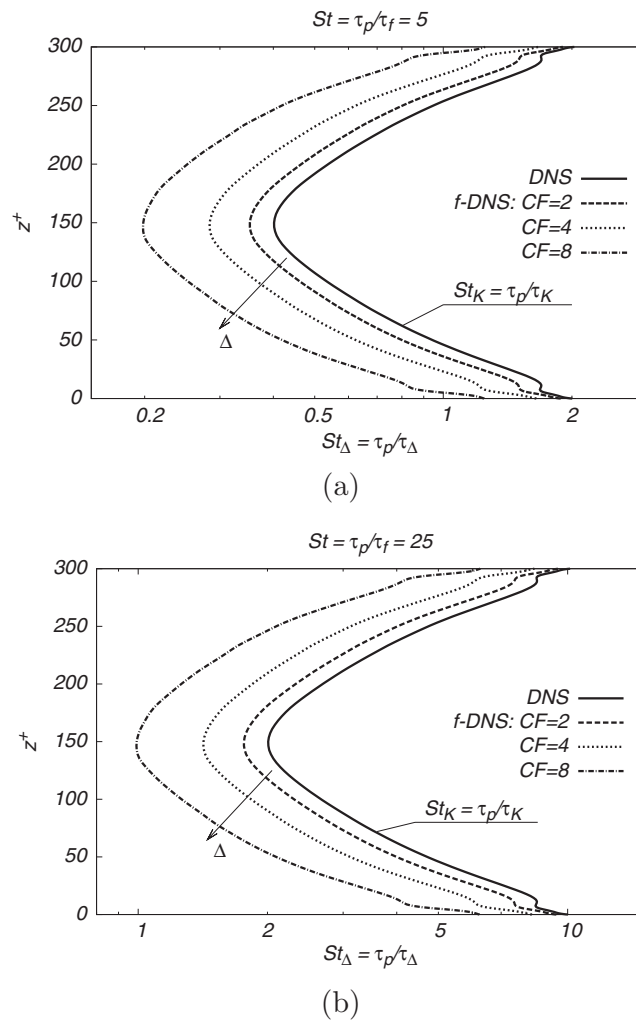 St = τp/τf = 5
300
250
200
150
100
50
0
z+
DNS
f-DNS: CF=2
CF=4
CF=8
StK = τp/τK
Δ
0.2 0.5 1 2
StΔ = τp/τΔ
(a)
St = τp/τf = 25
300
250
200
150
100
50
0
z+
DNS
f-DNS: CF=2
CF=4
CF=8
StK = τp/τK
Δ
1 2 5 10
StΔ = τp/τΔ
(b)